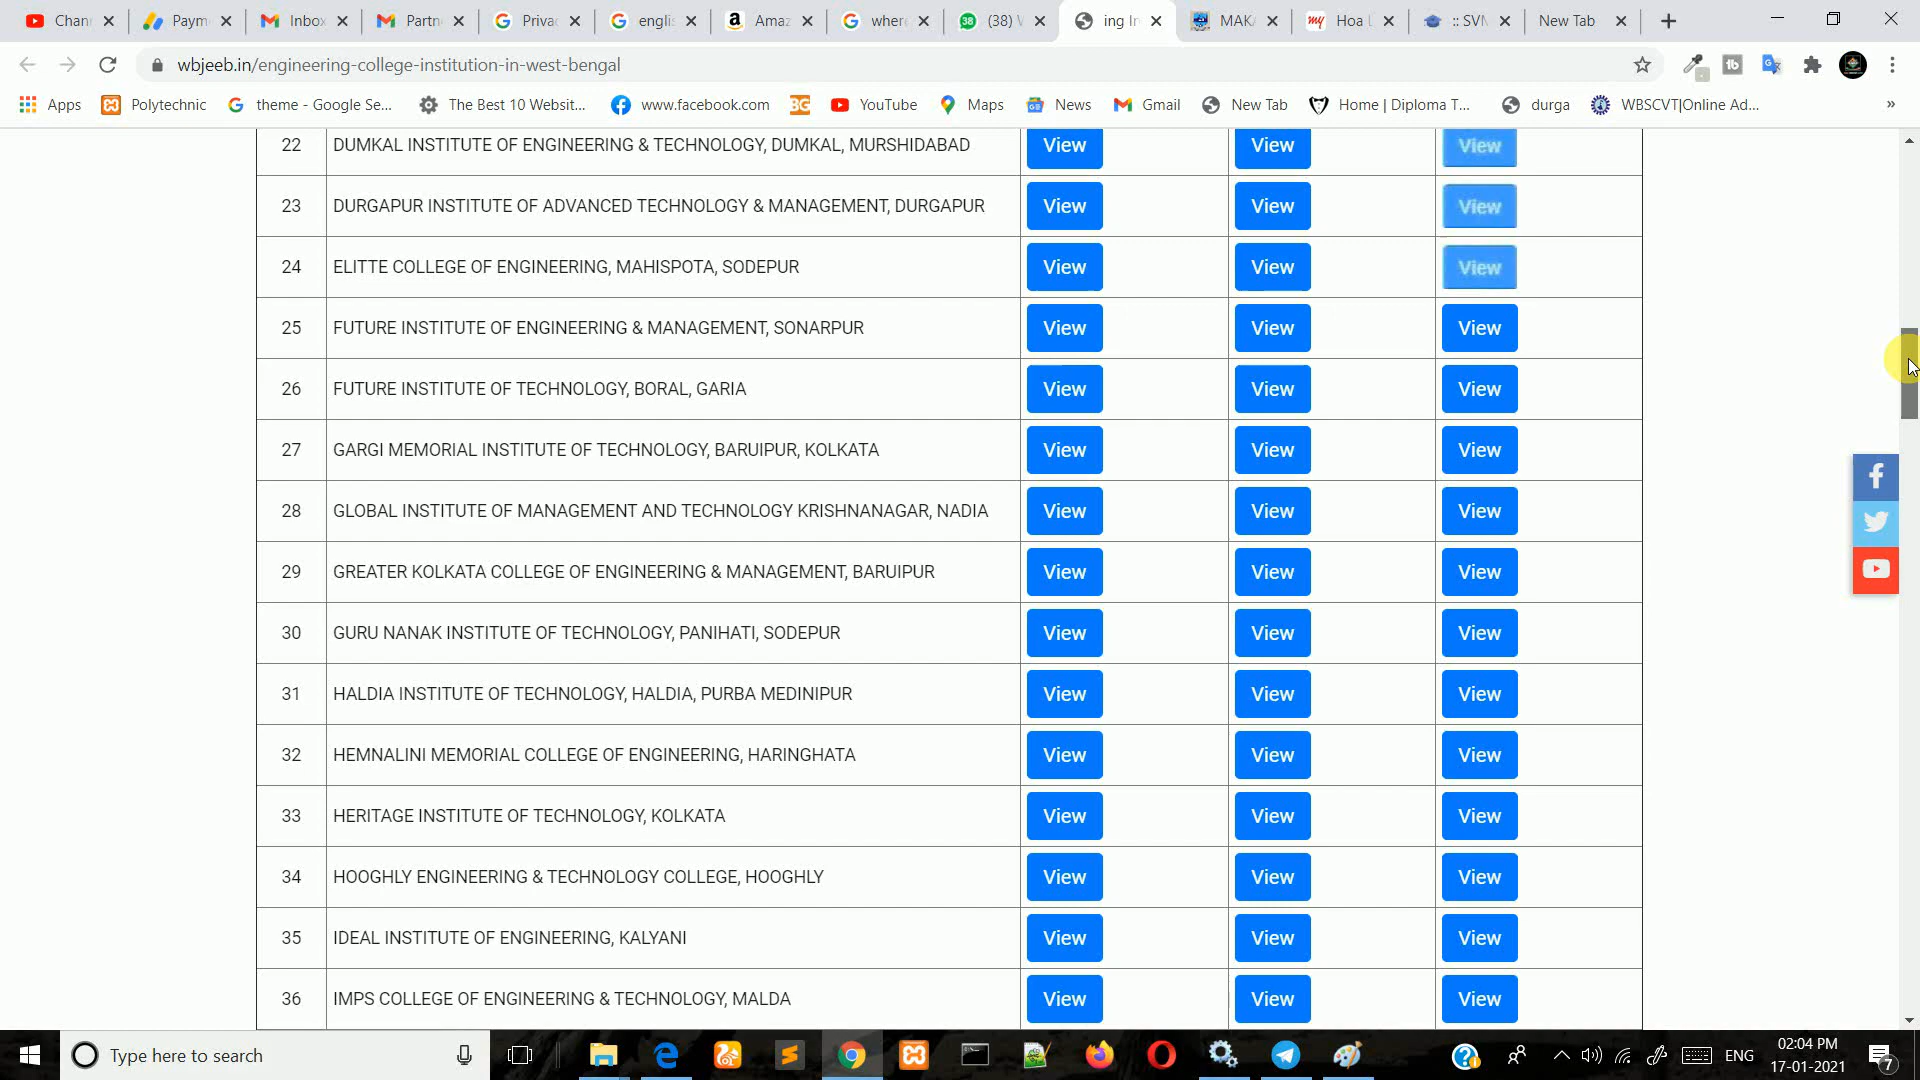 Chan Paym Inbox Partn Priva englis Amaz where (38) ing In MAKA Hoa :: SVN New Tab
wbjeeb.in/engineering-college-institution-in-west-bengal
Apps Polytechnic theme - Google Se... The Best 10 Websit... www.facebook.com BG YouTube Maps News Gmail New Tab Home | Diploma T... durga WBSCVT|Online Ad... »
22 DUMKAL INSTITUTE OF ENGINEERING & TECHNOLOGY, DUMKAL, MURSHIDABAD View View View
23 DURGAPUR INSTITUTE OF ADVANCED TECHNOLOGY & MANAGEMENT, DURGAPUR View View View
24 ELITTE COLLEGE OF ENGINEERING, MAHISPOTA, SODEPUR View View View
25 FUTURE INSTITUTE OF ENGINEERING & MANAGEMENT, SONARPUR View View View
26 FUTURE INSTITUTE OF TECHNOLOGY, BORAL, GARIA View View View
27 GARGI MEMORIAL INSTITUTE OF TECHNOLOGY, BARUIPUR, KOLKATA View View View
28 GLOBAL INSTITUTE OF MANAGEMENT AND TECHNOLOGY KRISHNANAGAR, NADIA View View View
29 GREATER KOLKATA COLLEGE OF ENGINEERING & MANAGEMENT, BARUIPUR View View View
30 GURU NANAK INSTITUTE OF TECHNOLOGY, PANIHATI, SODEPUR View View View
31 HALDIA INSTITUTE OF TECHNOLOGY, HALDIA, PURBA MEDINIPUR View View View
32 HEMNALINI MEMORIAL COLLEGE OF ENGINEERING, HARINGHATA View View View
33 HERITAGE INSTITUTE OF TECHNOLOGY, KOLKATA View View View
34 HOOGHLY ENGINEERING & TECHNOLOGY COLLEGE, HOOGHLY View View View
35 IDEAL INSTITUTE OF ENGINEERING, KALYANI View View View
36 IMPS COLLEGE OF ENGINEERING & TECHNOLOGY, MALDA View View View
Type here to search ENG 02:04 PM
17-01-2021 7